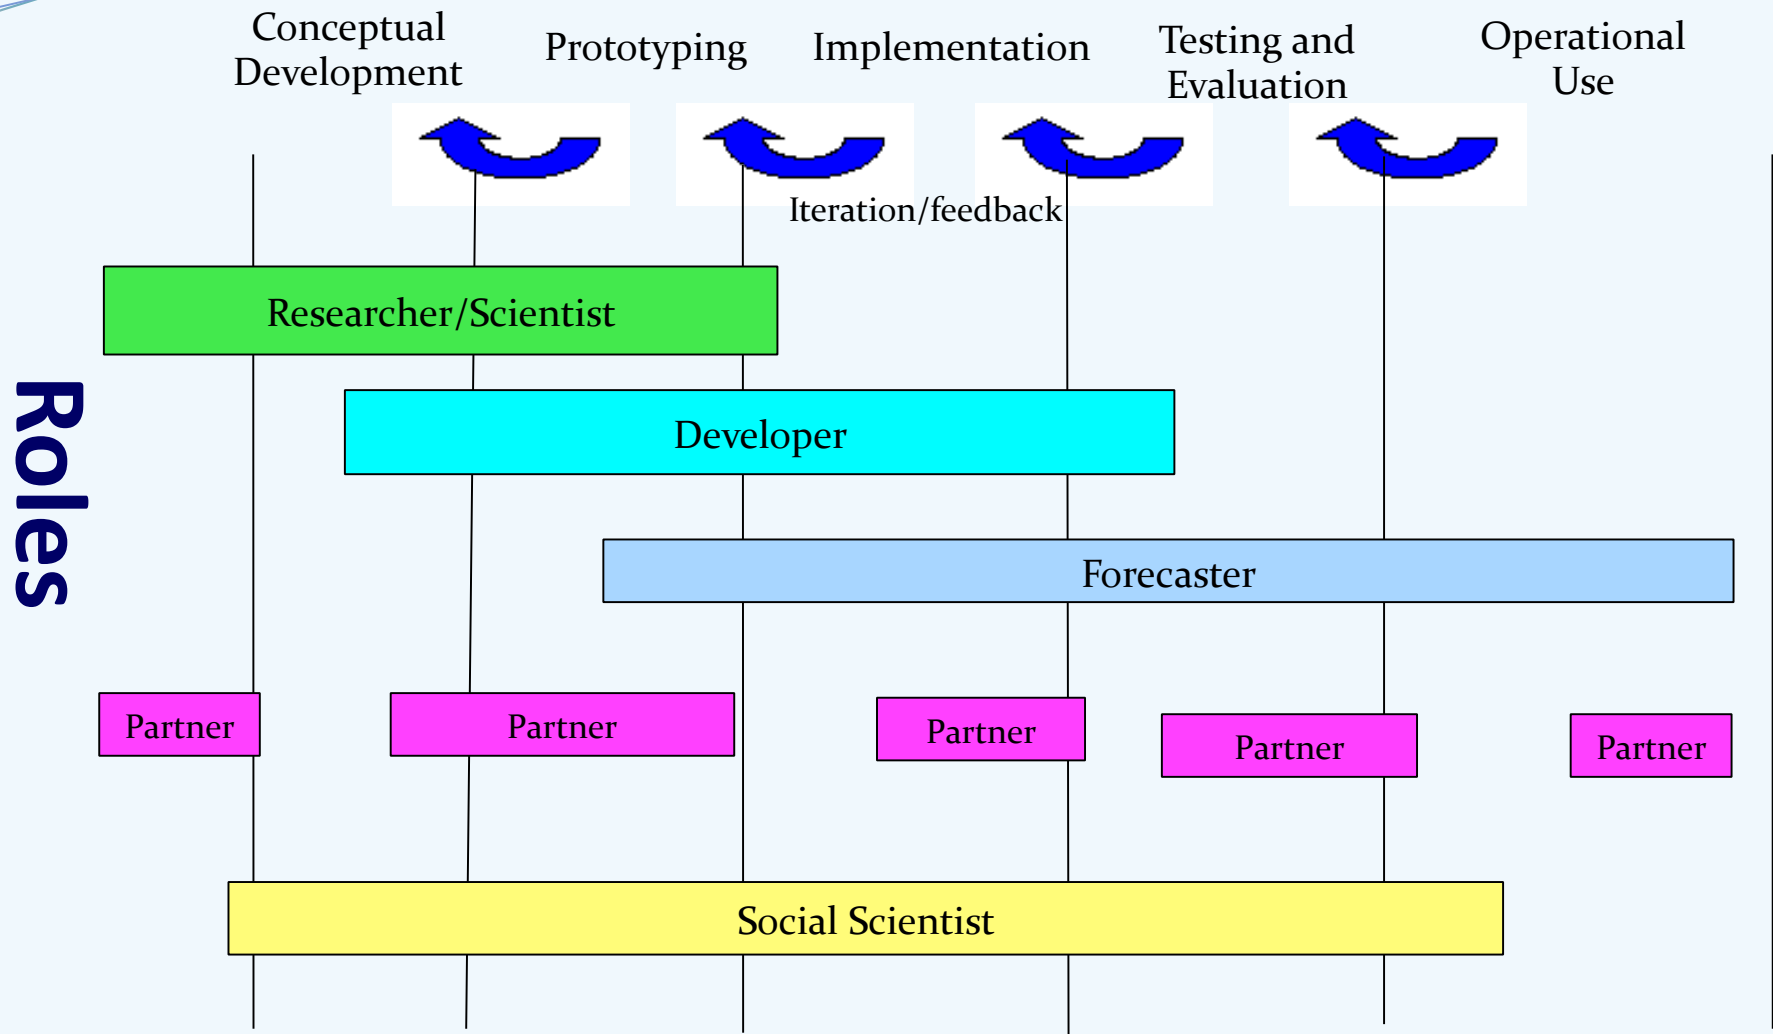 Conceptual
Development
Prototyping
Implementation
Testing and
Evaluation
Operational
Use
Iteration/feedback
Researcher/Scientist
Developer
Roles
Forecaster
Partner
Partner
Partner
Partner
Partner
Social Scientist